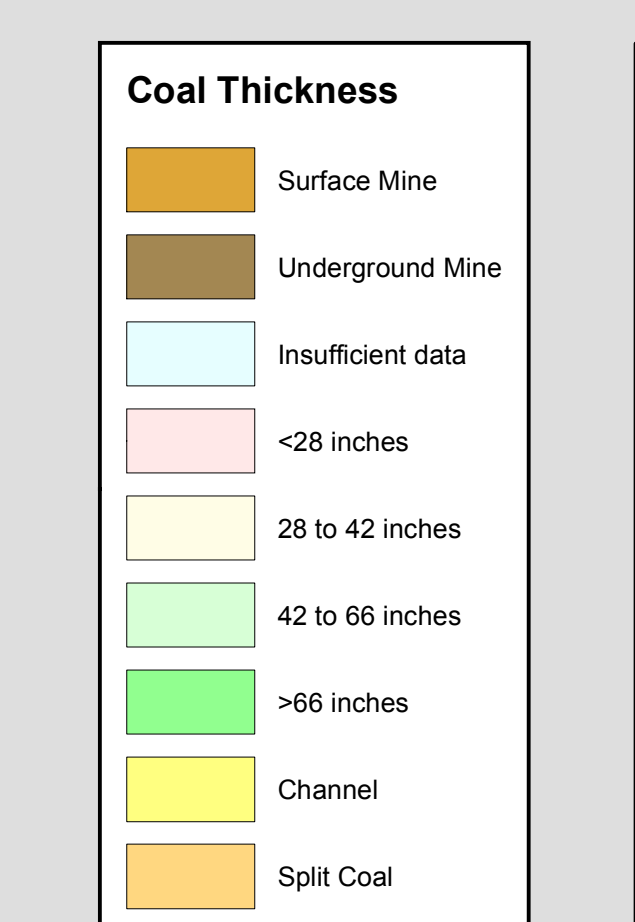 Coal Thickness
Surface Mine
Underground Mine
Insufficient data
<28 inches
28 to 42 inches
42 to 66 inches
>66 inches
Channel
Split Coal